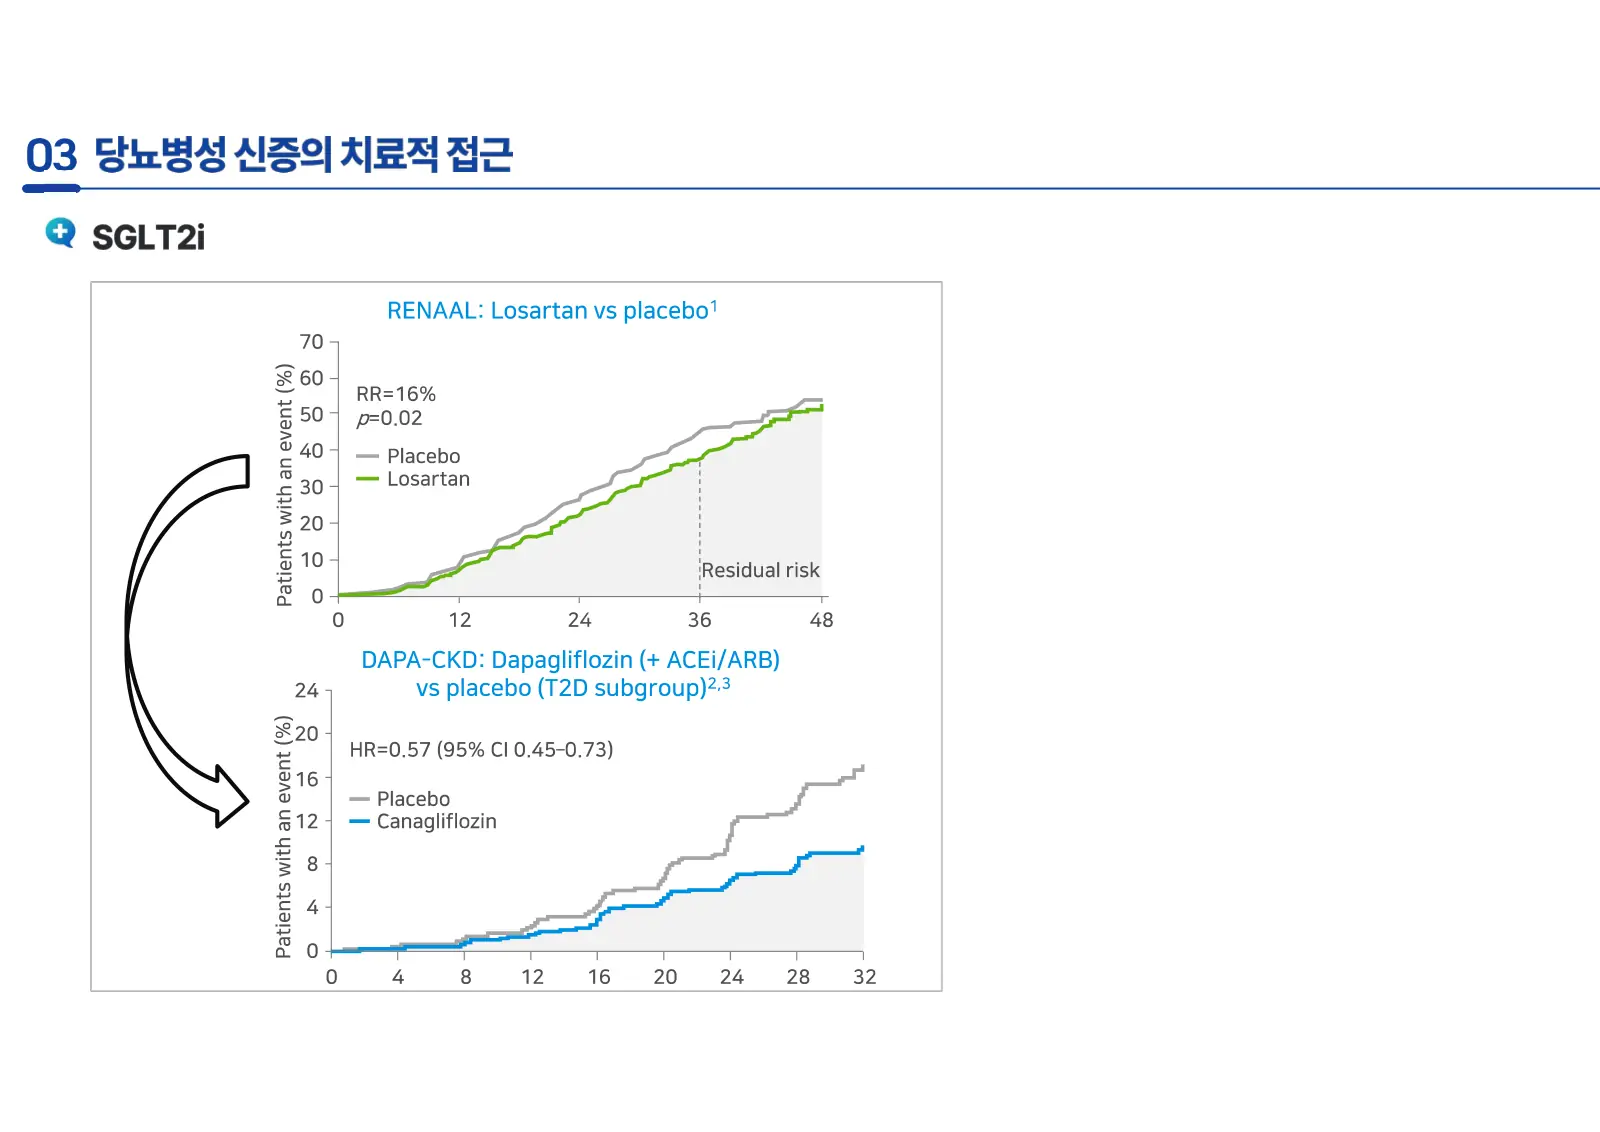 03 당뇨병성 신증의 치료적 접근
SGLT2i
RENAAL: Losartan vs placebo1
Patients with an event (%)
70
60
50
40
30
20
10
0
RR=16%
p=0.02
Placebo
Losartan
Residual risk
0 12 24 36 48
DAPA-CKD: Dapagliflozin (+ ACEi/ARB)
vs placebo (T2D subgroup)2,3
Patients with an event (%)
24
20
16
12
8
4
0
HR=0.57 (95% CI 0.45–0.73)
Placebo
Canagliflozin
0 4 8 12 16 20 24 28 32